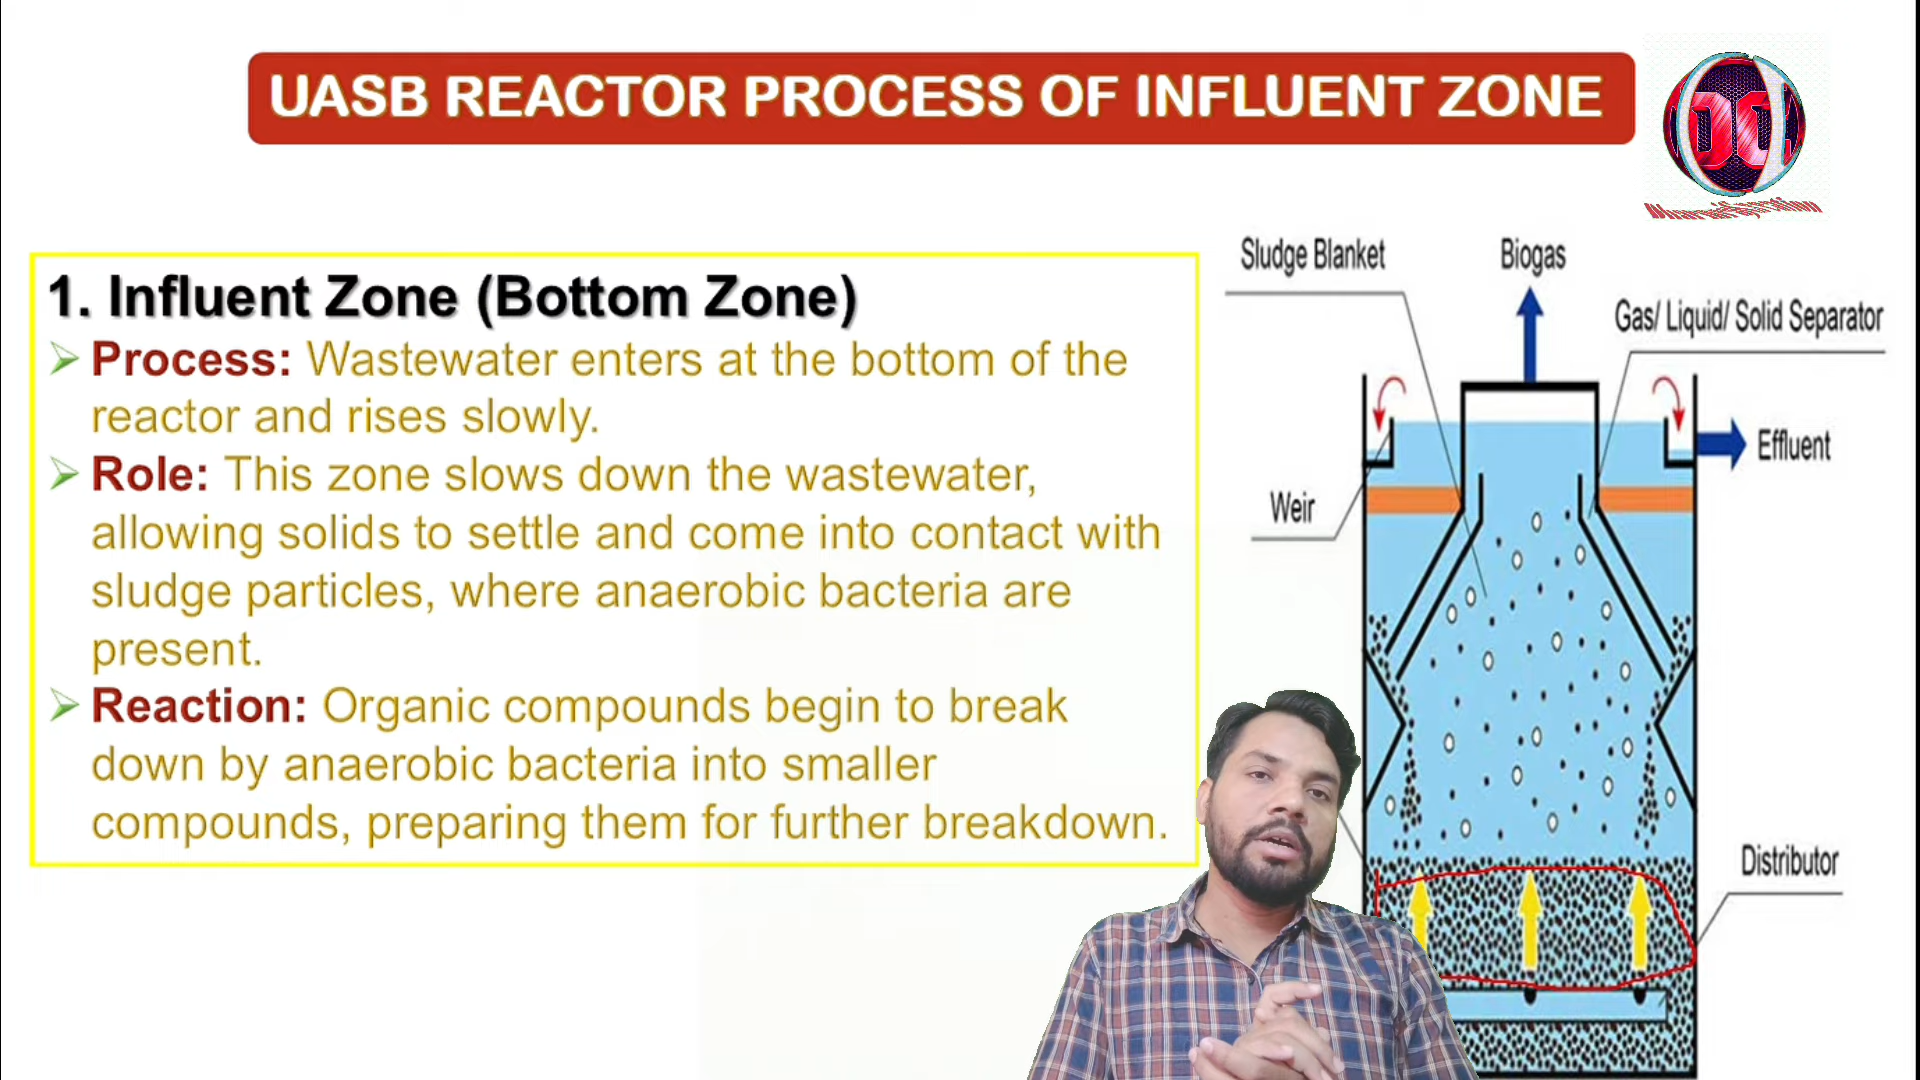 UASB REACTOR PROCESS OF INFLUENT ZONE
1. Influent Zone (Bottom Zone)
Process: Wastewater enters at the bottom of the
reactor and rises slowly.
Role: This zone slows down the wastewater,
allowing solids to settle and come into contact with
sludge particles, where anaerobic bacteria are
present.
Reaction: Organic compounds begin to break
down by anaerobic bacteria into smaller
compounds, preparing them for further breakdown.
Sludge Blanket
Biogas
Gas/ Liquid/ Solid Separator
Effluent
Weir
Distributor